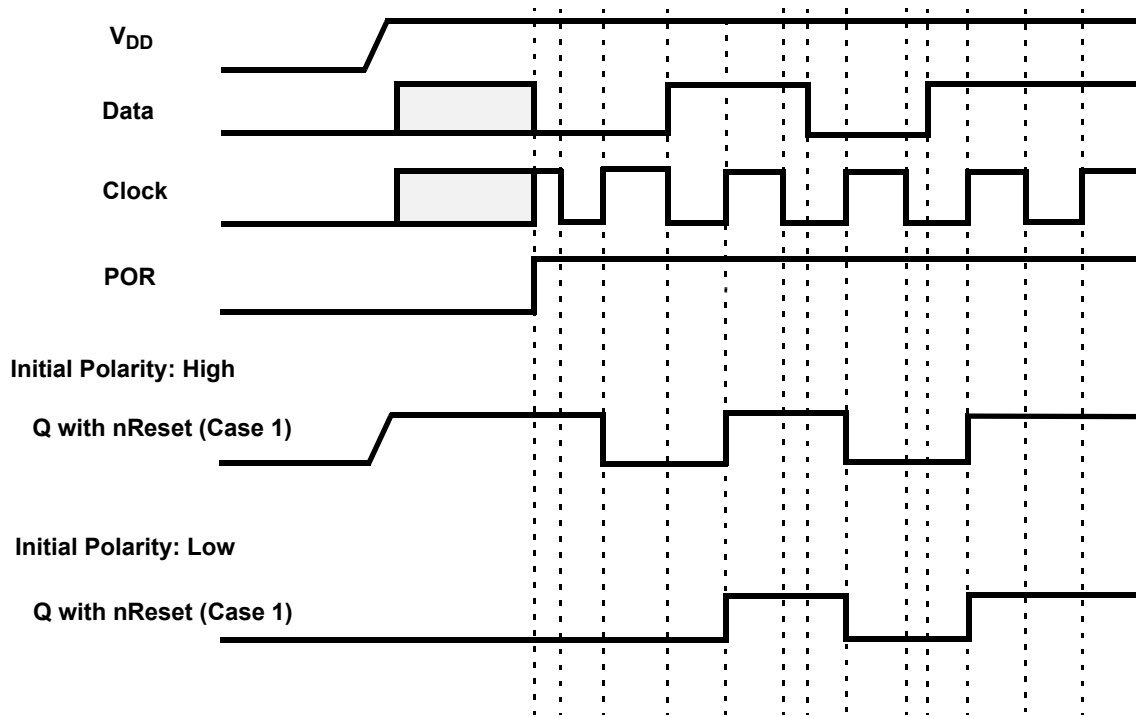 VDD
Data
Clock
POR
Initial Polarity: High
Q with nReset (Case 1)
Initial Polarity: Low
Q with nReset (Case 1)